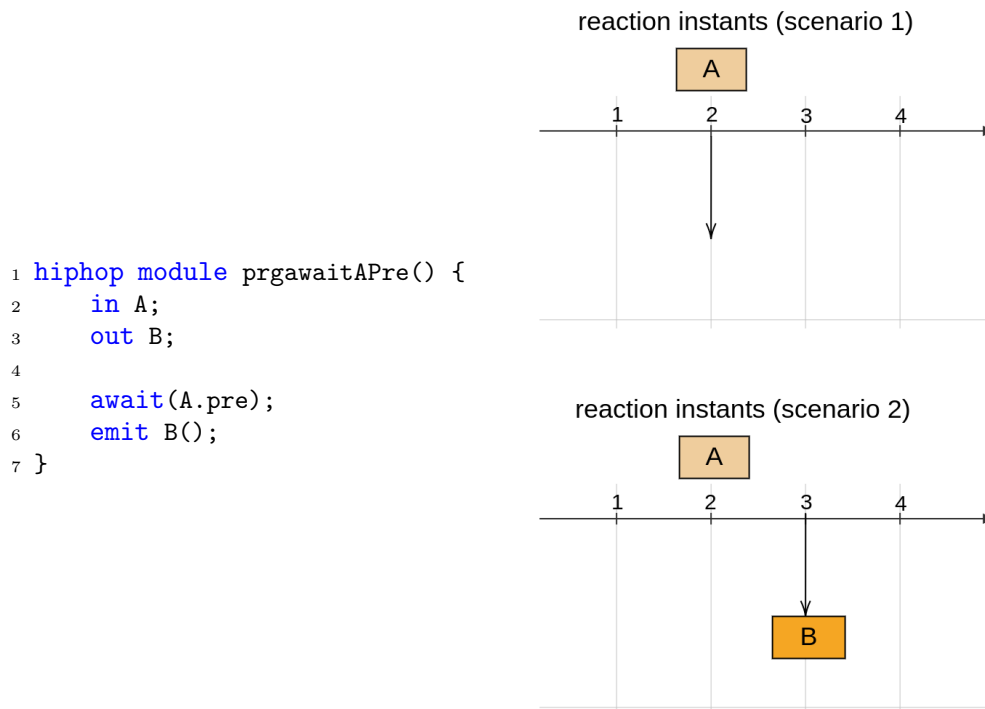 1 hiphop module prgawaitAPre() {
2     in A;
3     out B;
4
5     await(A.pre);
6     emit B();
7 }
reaction instants (scenario 1)
A
1 2 3 4
reaction instants (scenario 2)
A
1 2 3 4
B